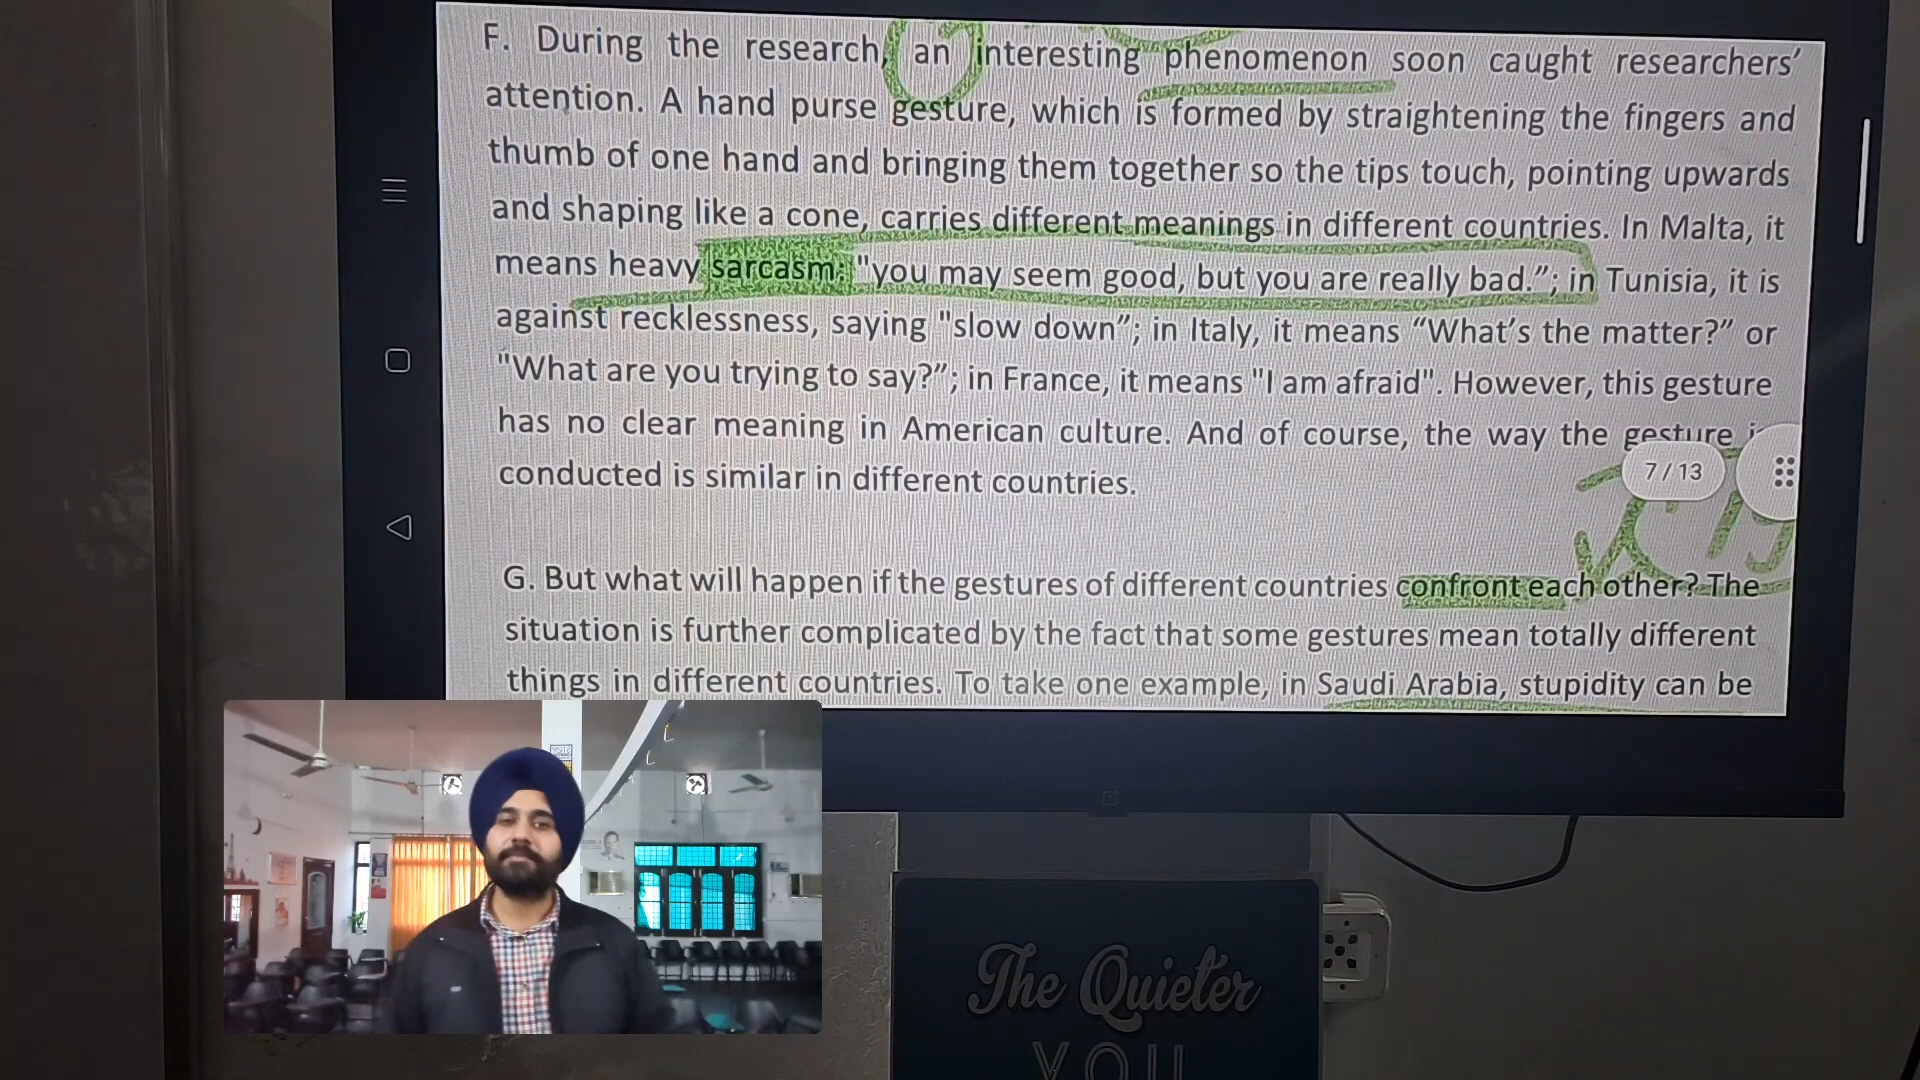 F. During the research, an interesting phenomenon soon caught researchers’
attention. A hand purse gesture, which is formed by straightening the fingers and
thumb of one hand and bringing them together so the tips touch, pointing upwards
and shaping like a cone, carries different meanings in different countries. In Malta, it
means heavy sarcasm: "you may seem good, but you are really bad.”; in Tunisia, it is
against recklessness, saying "slow down”; in Italy, it means “What’s the matter?” or
"What are you trying to say?”; in France, it means "I am afraid". However, this gesture
has no clear meaning in American culture. And of course, the way the gesture
conducted is similar in different countries.
7/13
G. But what will happen if the gestures of different countries confront each other? The
situation is further complicated by the fact that some gestures mean totally different
things in different countries. To take one example, in Saudi Arabia, stupidity can be
The Quieter
YOU